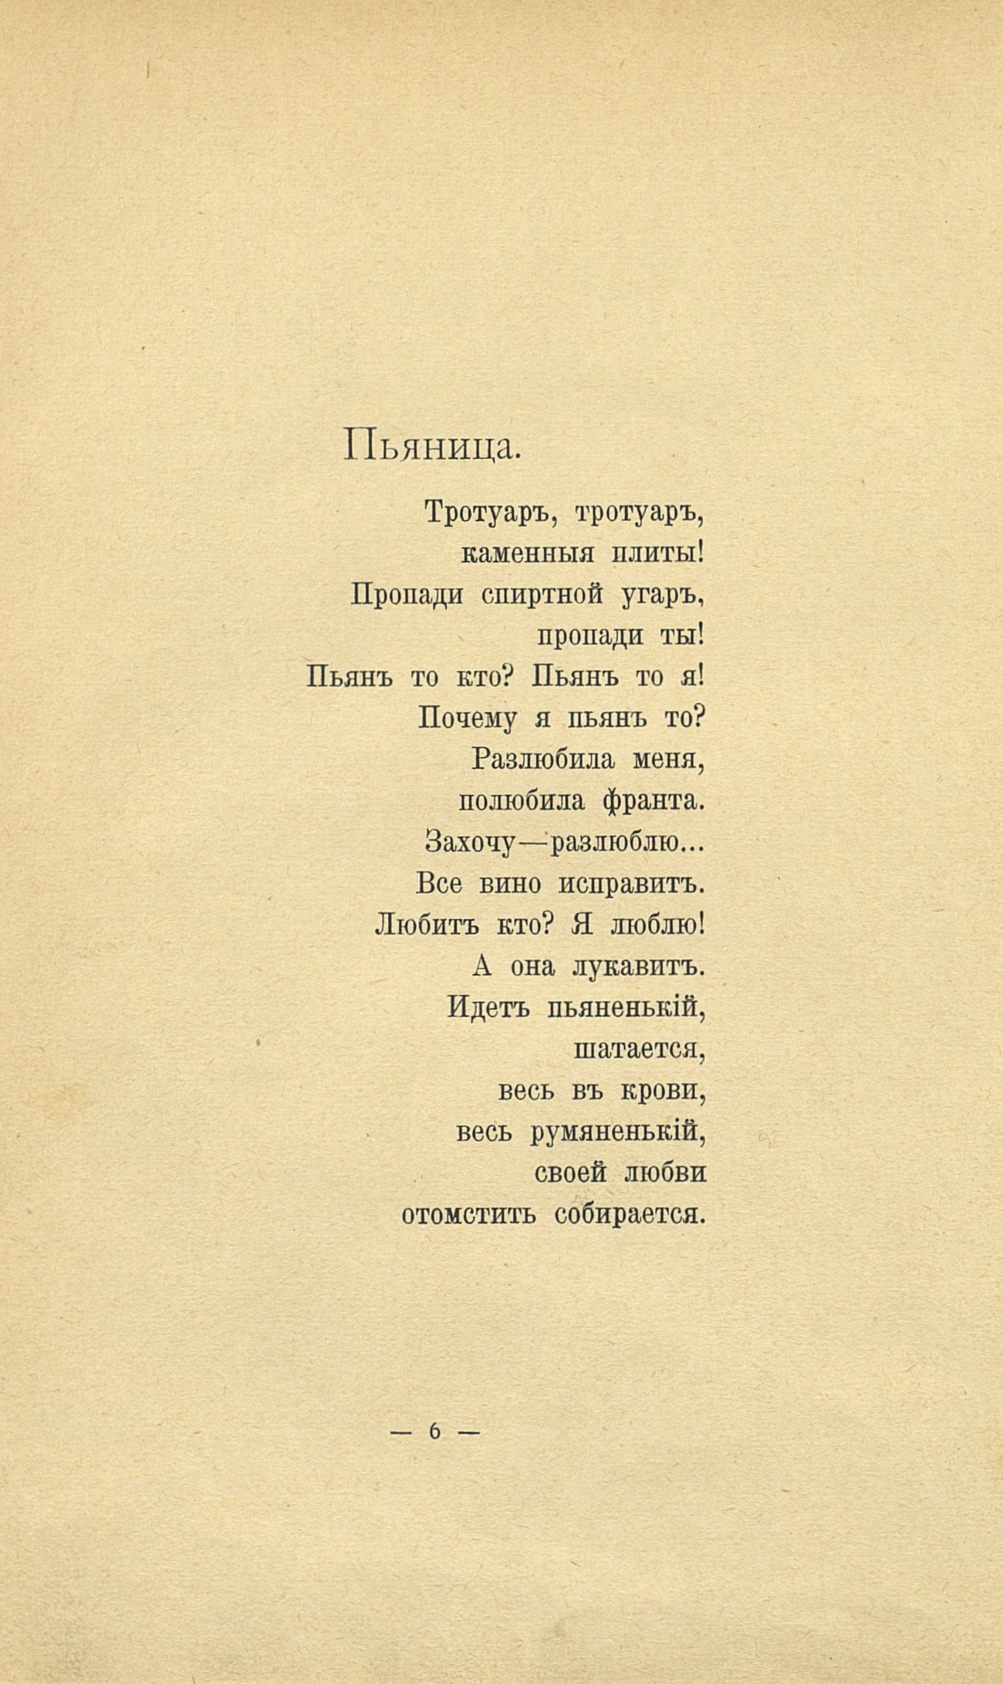 Пьяница.
Тротуаръ, тротуаръ,
каменныя плиты!
Пропади спиртной угаръ,
пропади ты!
Пьянъ то кто? Пьянъ то я!
Почему я пьянъ то?
Разлюбила меня,
полюбила франта.
Захочу—разлюблю...
Все вино исправитъ.
Любитъ кто? Я люблю!
А она лукавитъ.
Идетъ пьяненькій,
шатается,
весь въ крови,
весь румяненькій,
своей любви
отомстить собирается.
— 6 —